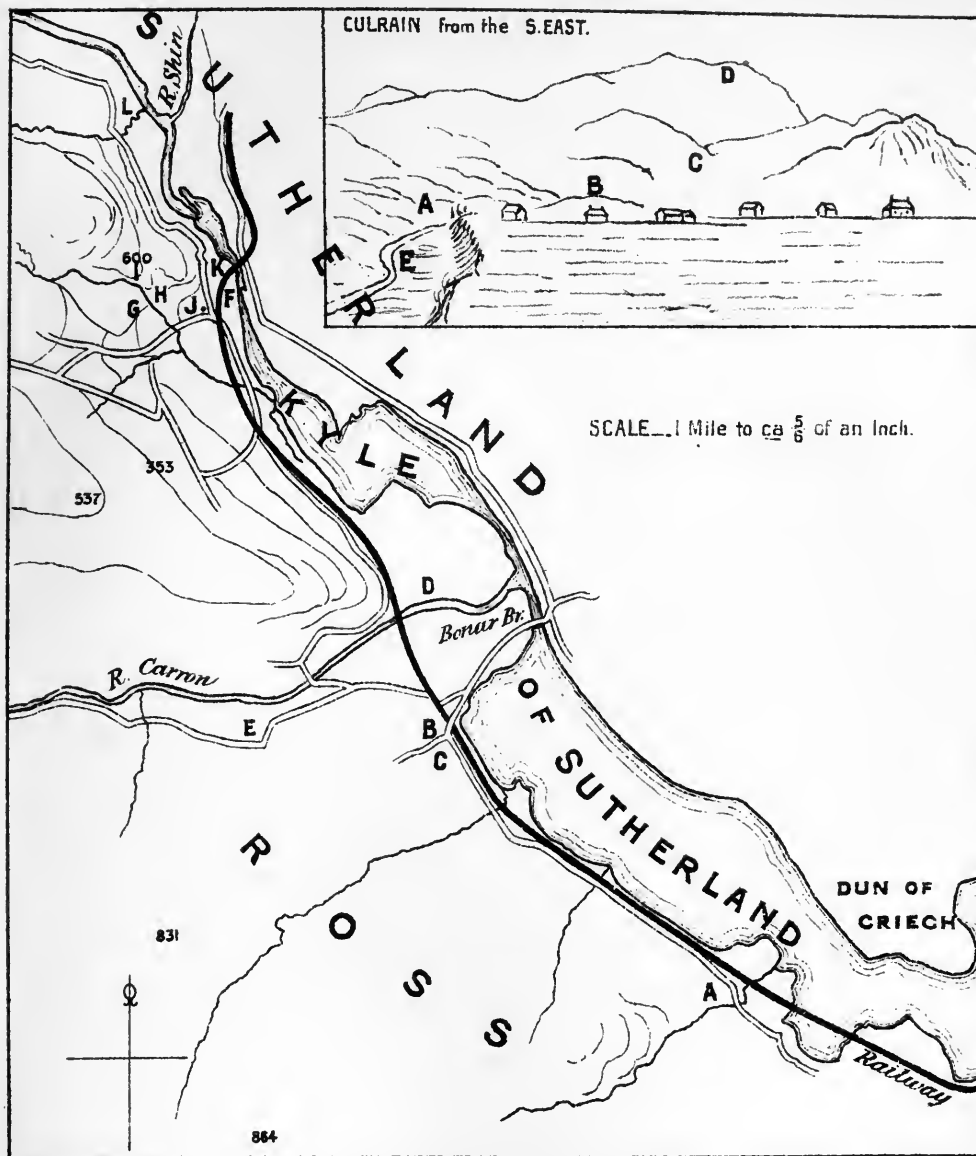 CULRAIN from the S. EAST.
D
C
B
A
E
SUTHERLAND
R. Shin
L
K
F
600
H
G
J.
SCALE__1 Mile to ca 5/6 of an Inch.
KYLE
OF SUTHERLAND
353
537
D
Bonar Br.
R. Carron
E
B
C
DUN OF
CRIECH
ROSS
831
A
Railway
864